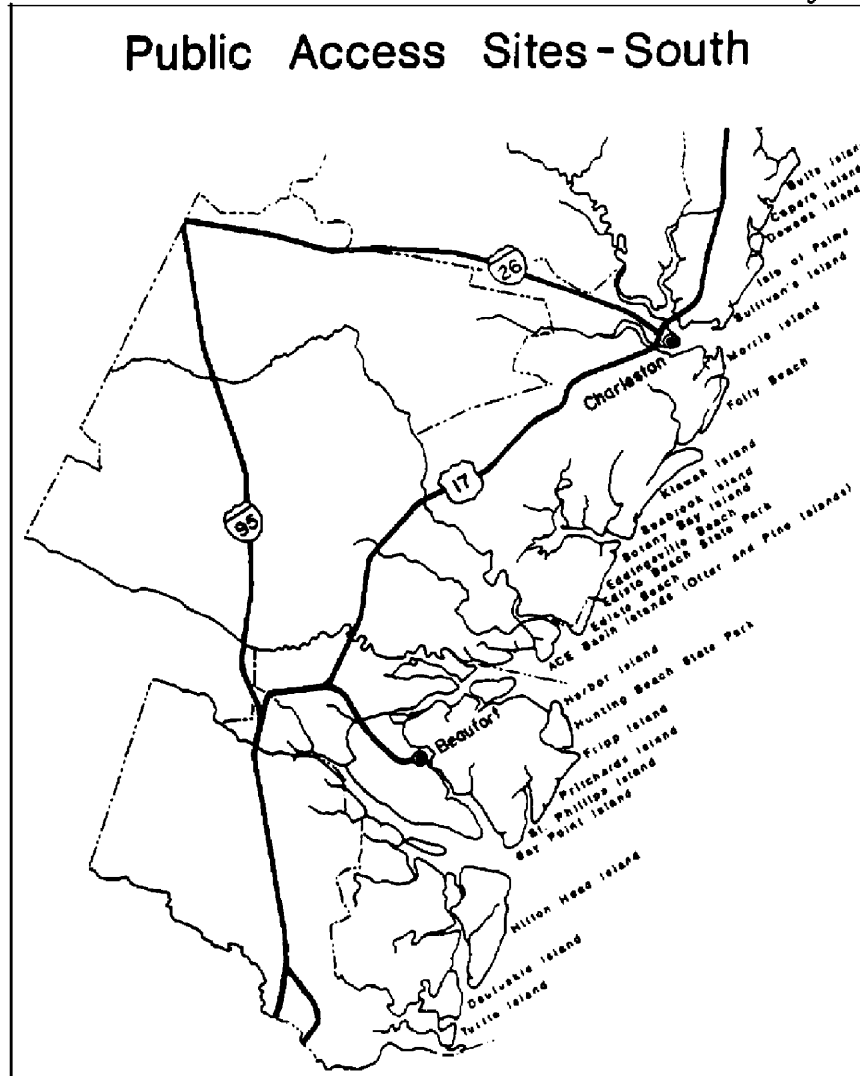 Public Access Sites-South
Bulls Island
Capers Island
Dewees Island
Isle of Palms
Sullivan's Island
26
Morris Island
Charleston
Folly Beach
Kiawah Island
17
Seabrook Island
Botany Bay Island
95
Eddingsville Beach
Edisto Beach State Park
Edisto Beach
ACE Basin Islands (Otter and Pine Islands)
Harbor Island
Hunting Beach State Park
Beaufort
Fripp Island
Pritchards Island
St. Phillips Island
Bay Point Island
Hilton Head Island
Daufuskie Island
Turtle Island